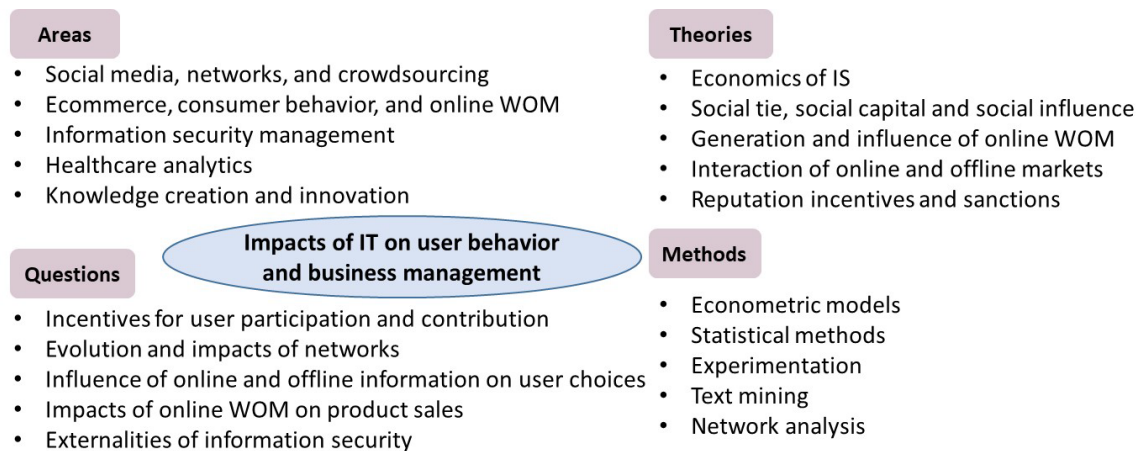 Areas
• Social media, networks, and crowdsourcing
• Ecommerce, consumer behavior, and online WOM
• Information security management
• Healthcare analytics
• Knowledge creation and innovation
Theories
• Economics of IS
• Social tie, social capital and social influence
• Generation and influence of online WOM
• Interaction of online and offline markets
• Reputation incentives and sanctions
Impacts of IT on user behavior
and business management
Questions
• Incentives for user participation and contribution
• Evolution and impacts of networks
• Influence of online and offline information on user choices
• Impacts of online WOM on product sales
• Externalities of information security
Methods
• Econometric models
• Statistical methods
• Experimentation
• Text mining
• Network analysis